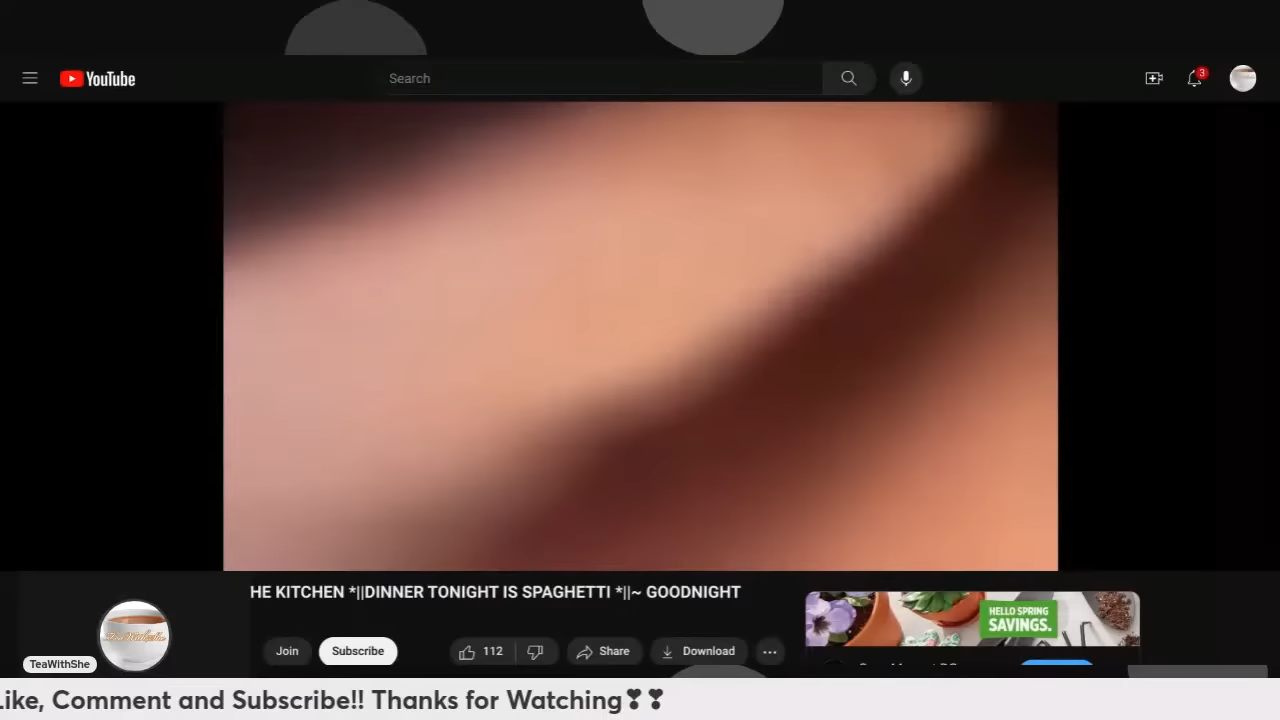 YouTube
Search
3
HE KITCHEN *||DINNER TONIGHT IS SPAGHETTI *||~ GOODNIGHT
Join
Subscribe
112
Share
Download
HELLO SPRING
SAVINGS.
TeaWithShe
Like, Comment and Subscribe!! Thanks for Watching❣❣